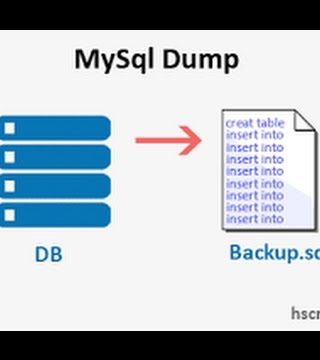 MySql Dump
creat table
insert into
insert into
insert into
insert into
insert into
insert into
insert into
insert into
DB
Backup.sq
hscr